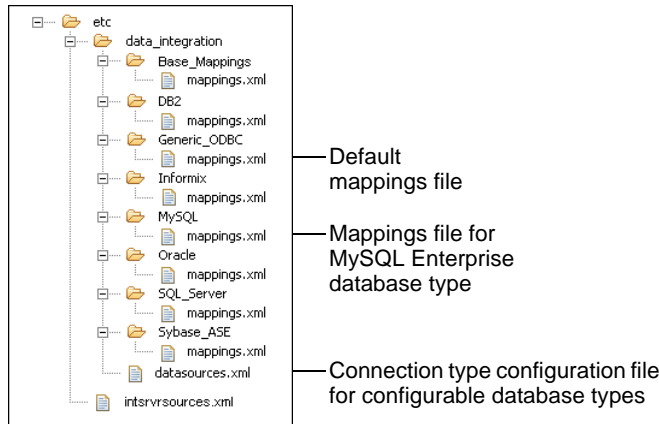 etc
data_integration
Base_Mappings
mappings.xml
DB2
mappings.xml
Generic_ODBC
mappings.xml
Informix
mappings.xml
MySQL
mappings.xml
Oracle
mappings.xml
SQL_Server
mappings.xml
Sybase_ASE
mappings.xml
datasources.xml
intsrvrsources.xml
Default
mappings file
Mappings file for
MySQL Enterprise
database type
Connection type configuration file
for configurable database types